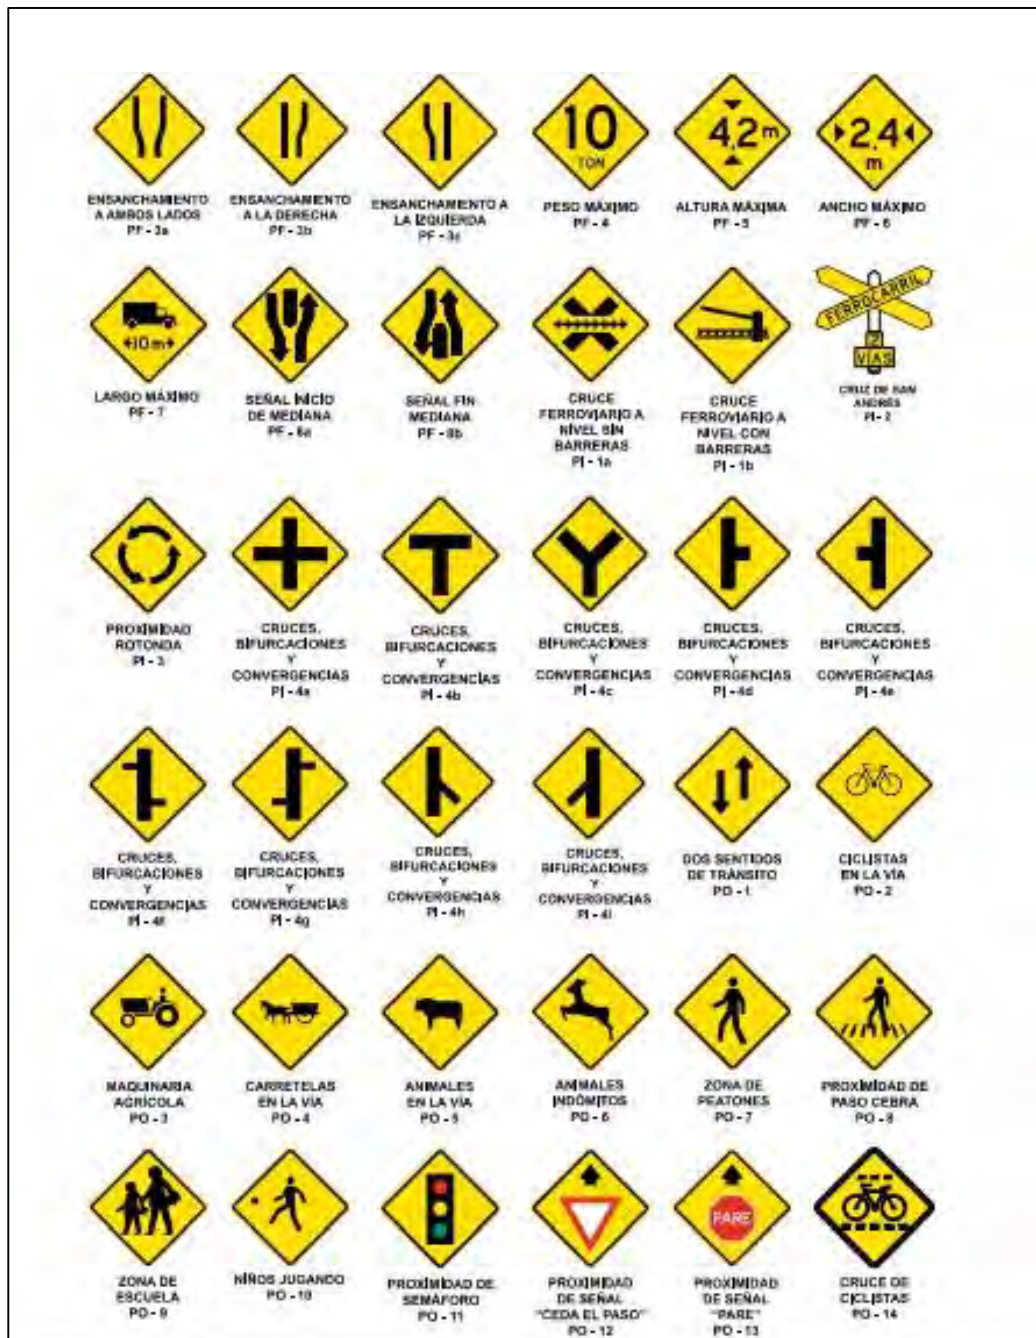 10
TON
4,2 m
2.4
m
ENSANCHAMIENTO
A AMBOS LADOS
PF - 3a
ENSANCHAMIENTO
A LA DERECHA
PF - 3b
ENSANCHAMIENTO A
LA IZQUIERDA
PF - 3c
PESO MÁXIMO
PF - 4
ALTURA MÁXIMA
PF - 5
ANCHO MÁXIMO
PF - 6
10 m
FERROCARRIL
2
VÍAS
LARGO MÁXIMO
PF - 7
SEÑAL INICIO
DE MEDIANA
PF - 8a
SEÑAL FIN
MEDIANA
PF - 8b
CRUCE
FERROVIARIO A
NIVEL SIN
BARRERAS
PI - 1a
CRUCE
FERROVIARIO A
NIVEL CON
BARRERAS
PI - 1b
CRUZ DE SAN
ANDRÉS
PI - 2
PROXIMIDAD
ROTONDA
PI - 3
CRUCES,
BIFURCACIONES
Y
CONVERGENCIAS
PI - 4a
CRUCES,
BIFURCACIONES
Y
CONVERGENCIAS
PI - 4b
CRUCES,
BIFURCACIONES
Y
CONVERGENCIAS
PI - 4c
CRUCES,
BIFURCACIONES
Y
CONVERGENCIAS
PI - 4d
CRUCES,
BIFURCACIONES
Y
CONVERGENCIAS
PI - 4e
CRUCES,
BIFURCACIONES
Y
CONVERGENCIAS
PI - 4f
CRUCES,
BIFURCACIONES
Y
CONVERGENCIAS
PI - 4g
CRUCES,
BIFURCACIONES
Y
CONVERGENCIAS
PI - 4h
CRUCES,
BIFURCACIONES
Y
CONVERGENCIAS
PI - 4i
DOS SENTIDOS
DE TRÁNSITO
PO - 1
CICLISTAS
EN LA VÍA
PO - 2
MAQUINARIA
AGRÍCOLA
PO - 3
CARRETELAS
EN LA VÍA
PO - 4
ANIMALES
EN LA VÍA
PO - 5
ANIMALES
INDÓMITOS
PO - 6
ZONA DE
PEATONES
PO - 7
PROXIMIDAD DE
PASO CEBRA
PO - 8
PARE
ZONA DE
ESCUELA
PO - 9
NIÑOS JUGANDO
PO - 10
PROXIMIDAD DE
SEMÁFORO
PO - 11
PROXIMIDAD
DE SEÑAL
"CEDA EL PASO"
PO - 12
PROXIMIDAD
DE SEÑAL
"PARE"
PO - 13
CRUCE DE
CICLISTAS
PO - 14